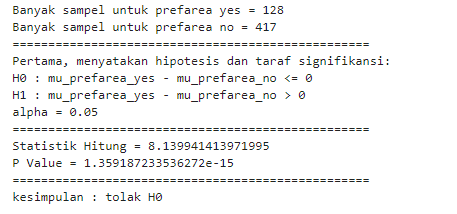 Banyak sampel untuk prefarea yes = 128
Banyak sampel untuk prefarea no = 417
==================================================
Pertama, menyatakan hipotesis dan taraf signifikansi:
H0 : mu_prefarea_yes - mu_prefarea_no <= 0
H1 : mu_prefarea_yes - mu_prefarea_no > 0
alpha = 0.05
==================================================
Statistik Hitung = 8.139941413971995
P Value = 1.359187233536272e-15
==================================================
kesimpulan : tolak H0